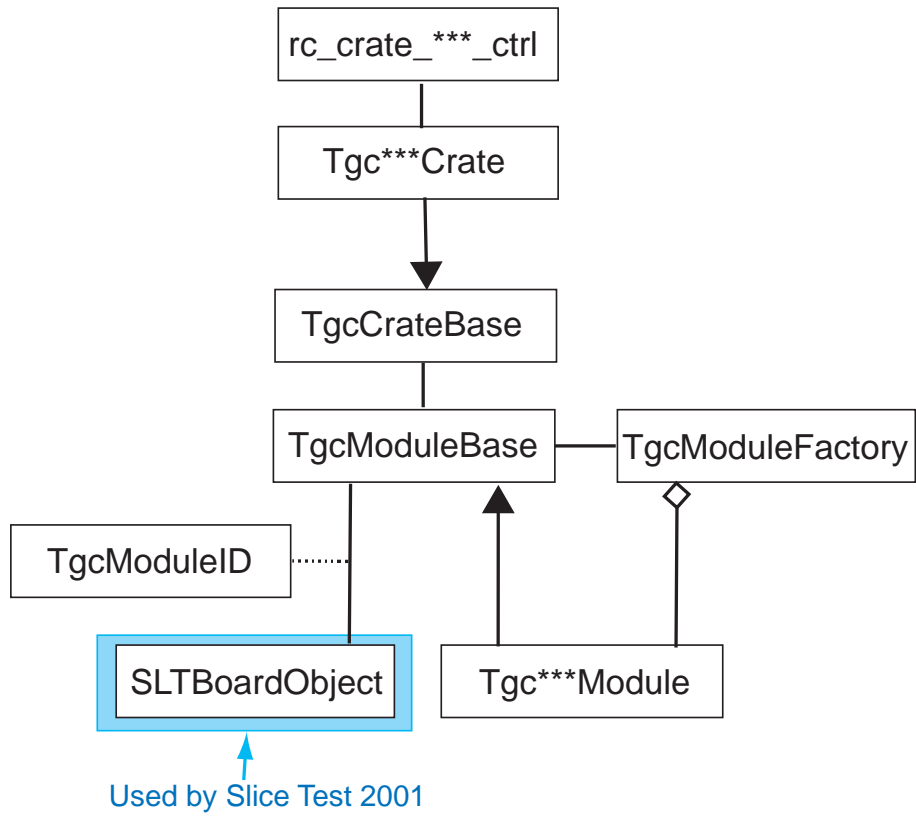 rc_crate_***_ctrl
Tgc***Crate
TgcCrateBase
TgcModuleBase
TgcModuleFactory
TgcModuleID
SLTBoardObject
Tgc***Module
Used by Slice Test 2001